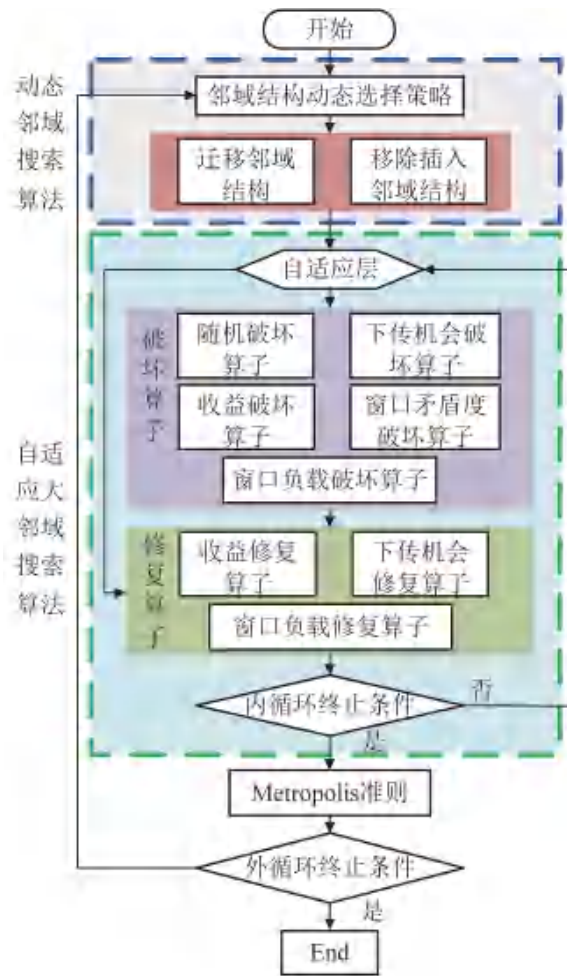 开始
动态
邻域
搜索
算法
邻域结构动态选择策略
迁移邻域
结构
移除插入
邻域结构
自适应层
破坏算子
随机破坏
算子
下传机会破
坏算子
收益破坏
算子
窗口矛盾度
破坏算子
窗口负载破坏算子
自适
应大
邻域
搜索
算法
修复算子
收益修复
算子
下传机会
修复算子
窗口负载修复算子
内循环终止条件
否
是
Metropolis准则
外循环终止条件
是
End